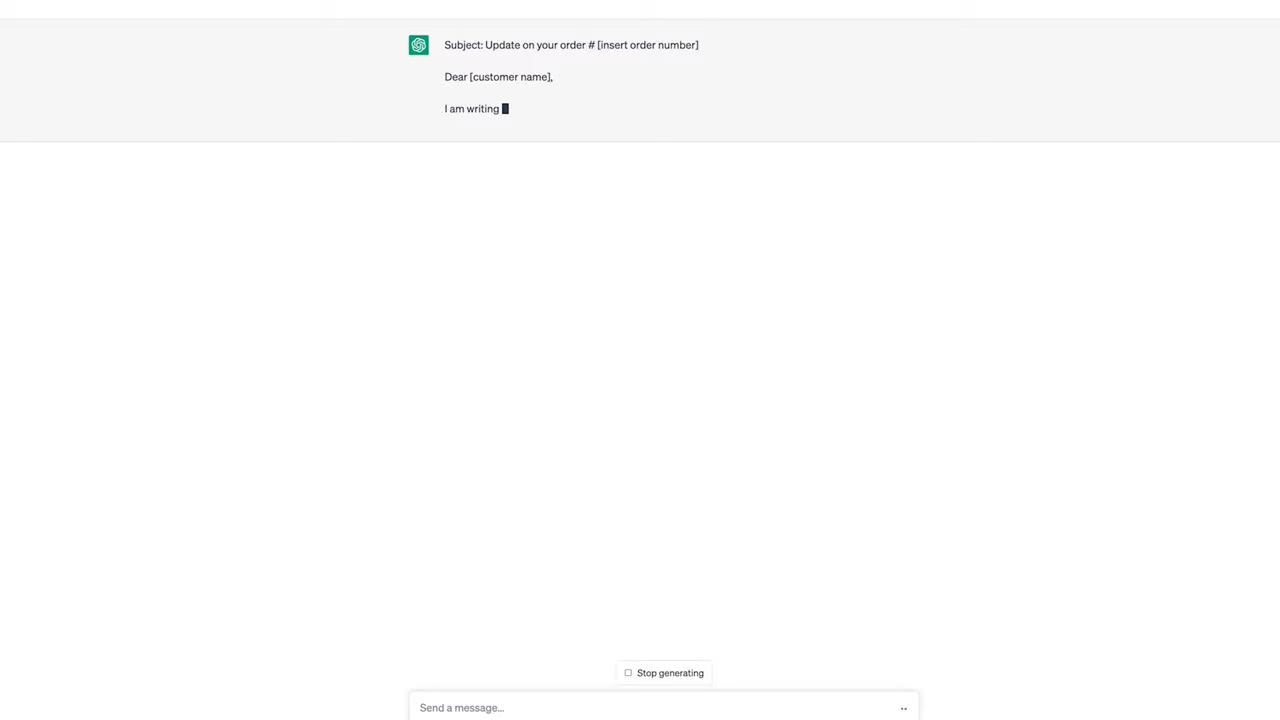 Subject: Update on your order # [insert order number]
Dear [customer name],
I am writing
Stop generating
Send a message...